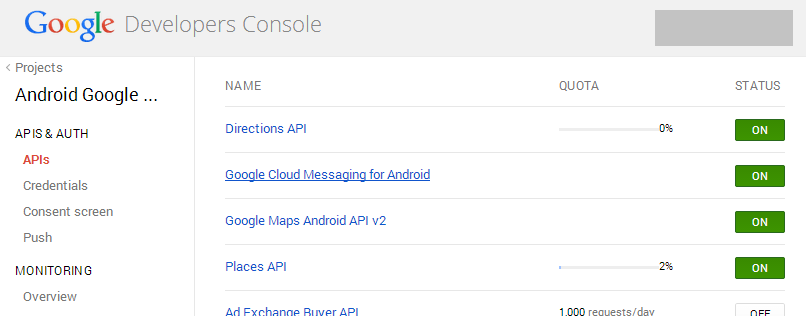 Google Developers Console
< Projects
Android Google ...
APIS & AUTH
APIs
Credentials
Consent screen
Push
MONITORING
Overview
NAME QUOTA STATUS
Directions API 0% ON
Google Cloud Messaging for Android ON
Google Maps Android API v2 ON
Places API 2% ON
Ad Exchange Buyer API 1,000 requests/day OFF